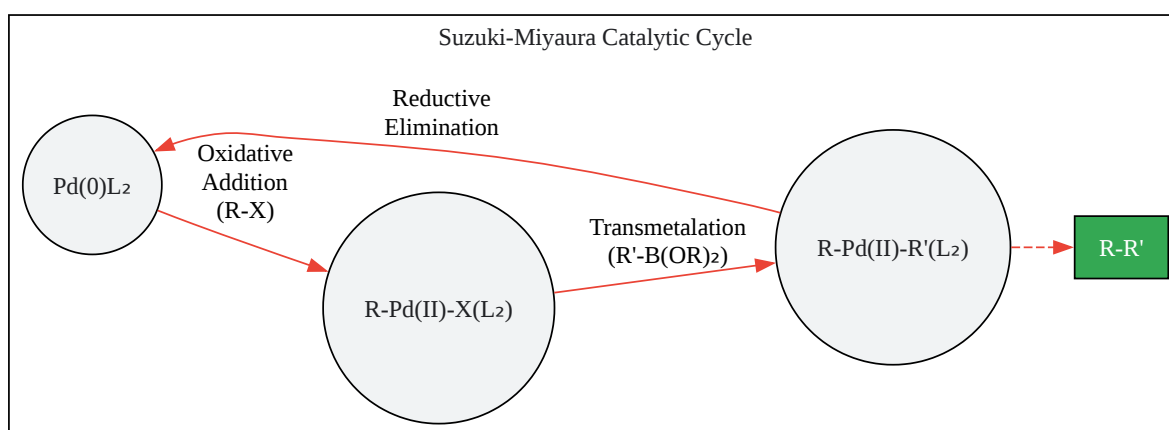 Suzuki-Miyaura Catalytic Cycle
Reductive
Elimination
Oxidative
Addition
(R-X)
Pd(0)L₂
Transmetalation
(R'-B(OR)₂)
R-Pd(II)-R'(L₂)
R-R'
R-Pd(II)-X(L₂)